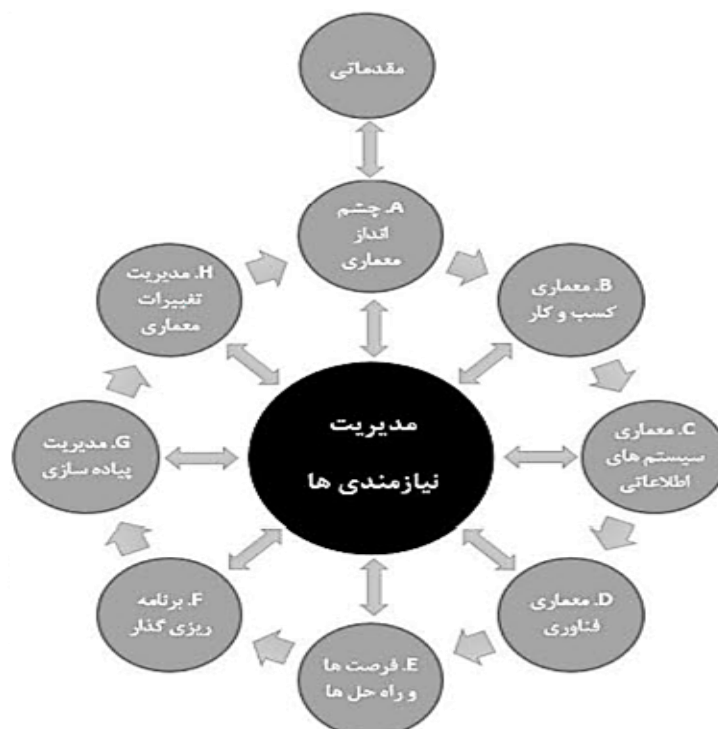 مقدماتی
A. چشم
انداز
معماری
B. معماری
کسب و کار
C. معماری
سیستم های
اطلاعاتی
D. معماری
فناوری
E. فرصت ها
و راه حل ها
F. برنامه
ریزی گذار
G. مدیریت
پیاده سازی
H. مدیریت
تغییرات
معماری
مدیریت
نیازمندی ها